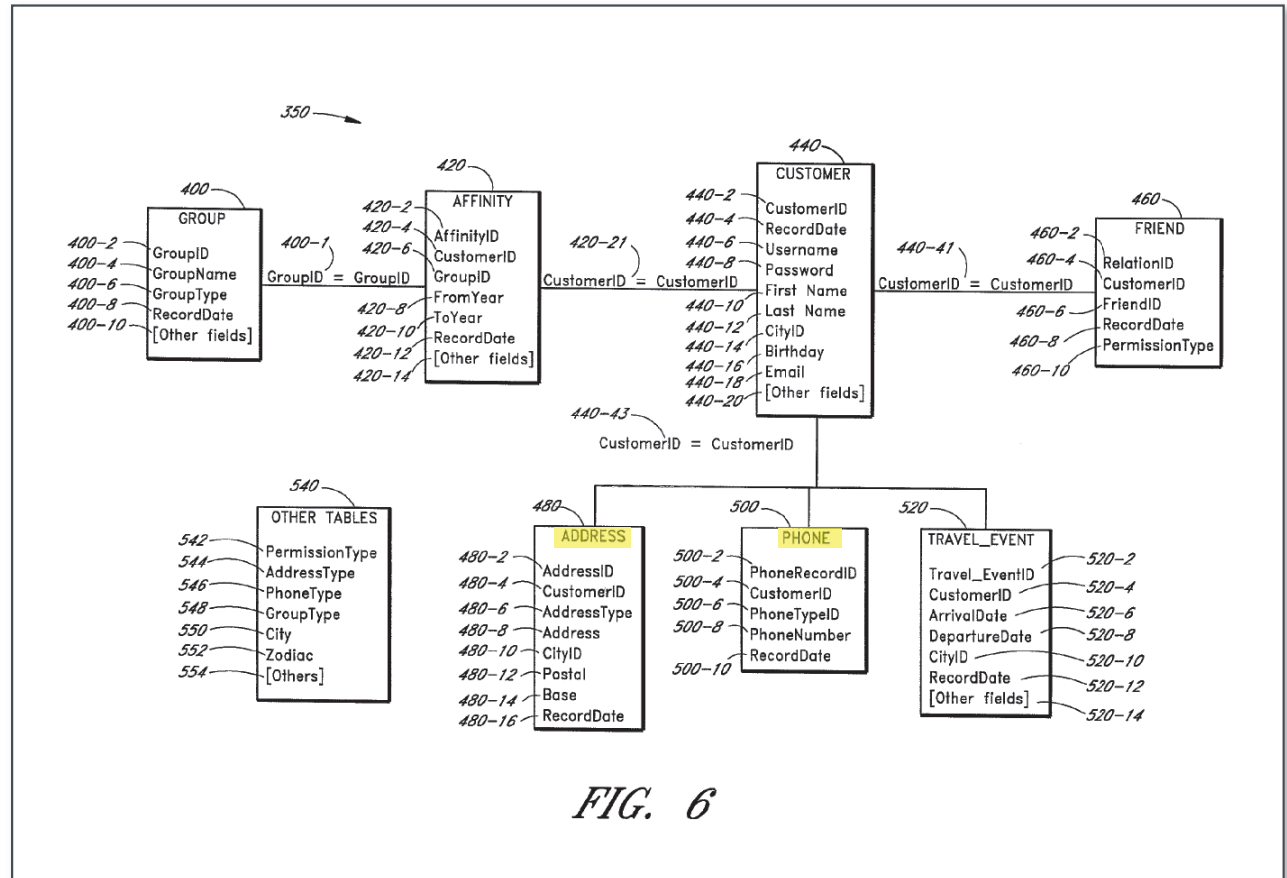 350
400
GROUP
400-2 GroupID
400-4 GroupName
400-6 GroupType
400-8 RecordDate
400-10 [Other fields]
400-1
GroupID = GroupID
420
AFFINITY
420-2 AffinityID
420-4 CustomerID
420-6 GroupID
420-8 FromYear
420-10 ToYear
420-12 RecordDate
420-14 [Other fields]
420-21
CustomerID = CustomerID
440
CUSTOMER
440-2 CustomerID
440-4 RecordDate
440-6 Username
440-8 Password
440-10 First Name
440-12 Last Name
440-14 CityID
440-16 Birthday
440-18 Email
440-20 [Other fields]
440-41
CustomerID = CustomerID
460
FRIEND
460-2 RelationID
460-4 CustomerID
460-6 FriendID
460-8 RecordDate
460-10 PermissionType
440-43
CustomerID = CustomerID
540
OTHER TABLES
542 PermissionType
544 AddressType
546 PhoneType
548 GroupType
550 City
552 Zodiac
554 [Others]
480
ADDRESS
480-2 AddressID
480-4 CustomerID
480-6 AddressType
480-8 Address
480-10 CityID
480-12 Postal
480-14 Base
480-16 RecordDate
500
PHONE
500-2 PhoneRecordID
500-4 CustomerID
500-6 PhoneTypeID
500-8 PhoneNumber
500-10 RecordDate
520
TRAVEL_EVENT
Travel_EventID 520-2
CustomerID 520-4
ArrivalDate 520-6
DepartureDate 520-8
CityID 520-10
RecordDate 520-12
[Other fields] 520-14
FIG. 6